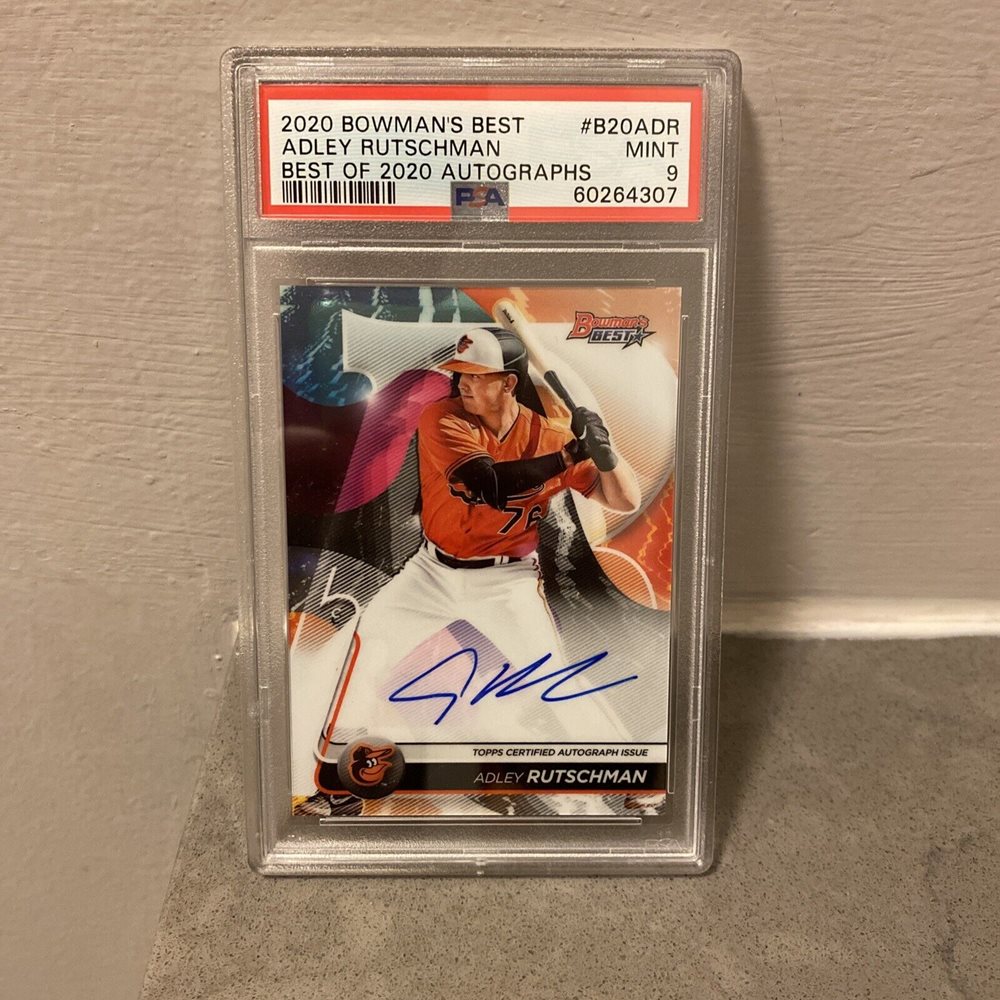 2020 BOWMAN'S BEST #B20ADR
ADLEY RUTSCHMAN MINT
BEST OF 2020 AUTOGRAPHS 9
PSA 60264307
Bowman's
BEST
76
TOPPS CERTIFIED AUTOGRAPH ISSUE
ADLEY RUTSCHMAN